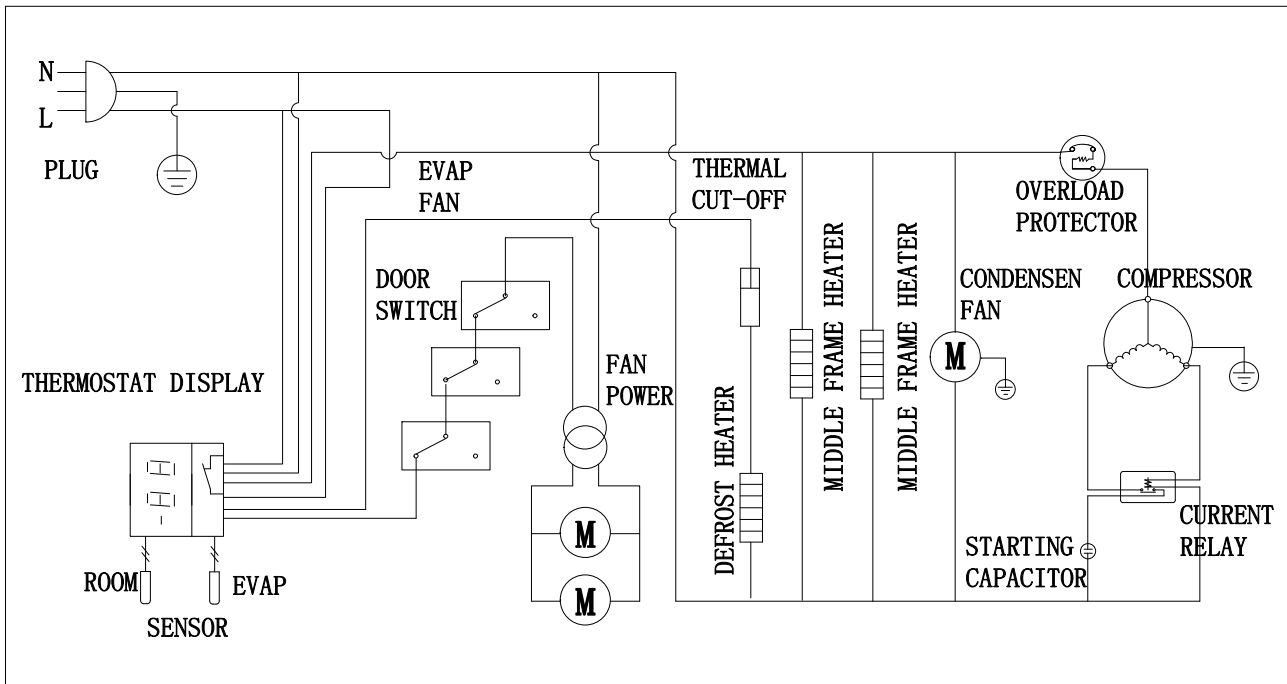 N
L
PLUG
EVAP
FAN
THERMAL
CUT-OFF
OVERLOAD
PROTECTOR
DOOR
SWITCH
MIDDLE FRAME HEATER
MIDDLE FRAME HEATER
CONDENSEN
FAN
COMPRESSOR
M
THERMOSTAT DISPLAY
FAN
POWER
DEFROST HEATER
M
M
CURRENT
RELAY
STARTING
CAPACITOR
ROOM
EVAP
SENSOR